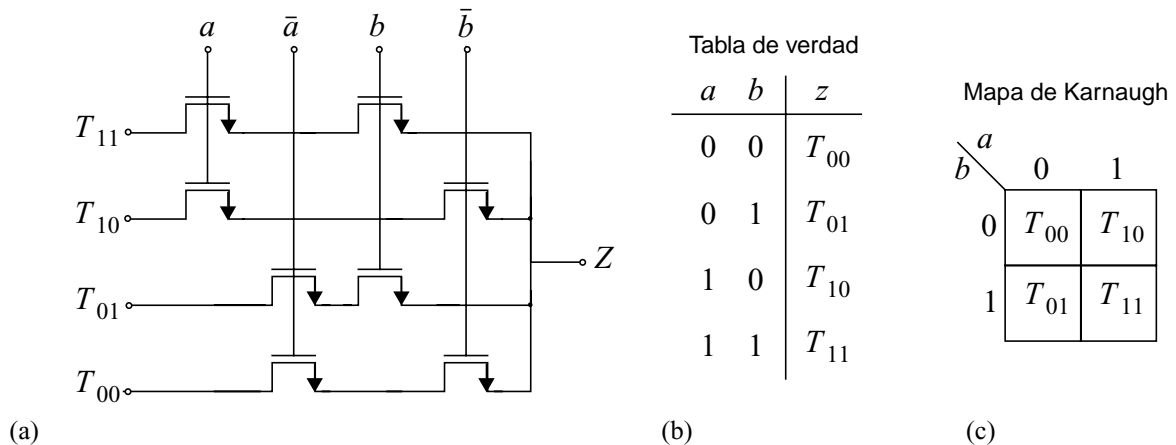 a ā b b̄
T₁₁
T₁₀
T₀₁
T₀₀
Z
(a)
Tabla de verdad
a b z
0 0 T₀₀
0 1 T₀₁
1 0 T₁₀
1 1 T₁₁
(b)
Mapa de Karnaugh
a
b 0 1
0 T₀₀ T₁₀
1 T₀₁ T₁₁
(c)